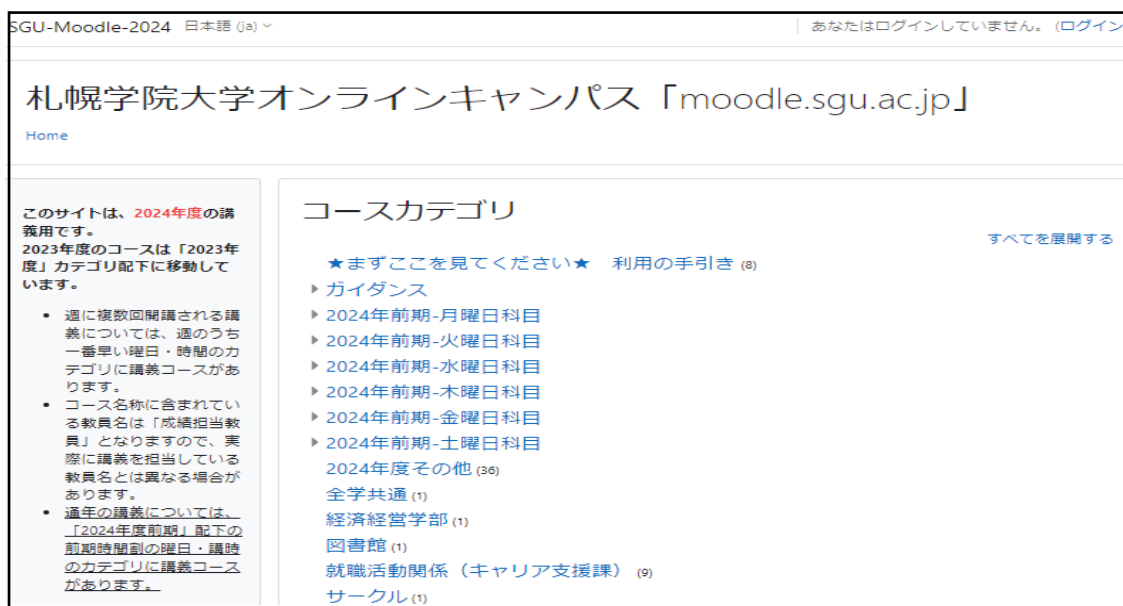 SGU-Moodle-2024 日本語 (ja)
あなたはログインしていません。 (ログイン
札幌学院大学オンラインキャンパス「moodle.sgu.ac.jp」
Home
このサイトは、2024年度の講
義用です。
2023年度のコースは「2023年
度」カテゴリ配下に移動して
います。
週に複数回開講される講
義については、週のうち
一番早い曜日・時間のカ
テゴリに講義コースがあ
ります。
コース名称に含まれてい
る教員名は「成績担当教
員」となりますので、実
際に講義を担当している
教員名とは異なる場合が
あります。
通年の講義については、
「2024年度前期」配下の
前期時間割の曜日・講時
のカテゴリに講義コース
があります。
コースカテゴリ
すべてを展開する
★まずここを見てください★ 利用の手引き (8)
ガイダンス
2024年前期-月曜日科目
2024年前期-火曜日科目
2024年前期-水曜日科目
2024年前期-木曜日科目
2024年前期-金曜日科目
2024年前期-土曜日科目
2024年度その他 (36)
全学共通 (1)
経済経営学部 (1)
図書館 (1)
就職活動関係(キャリア支援課) (9)
サークル (1)